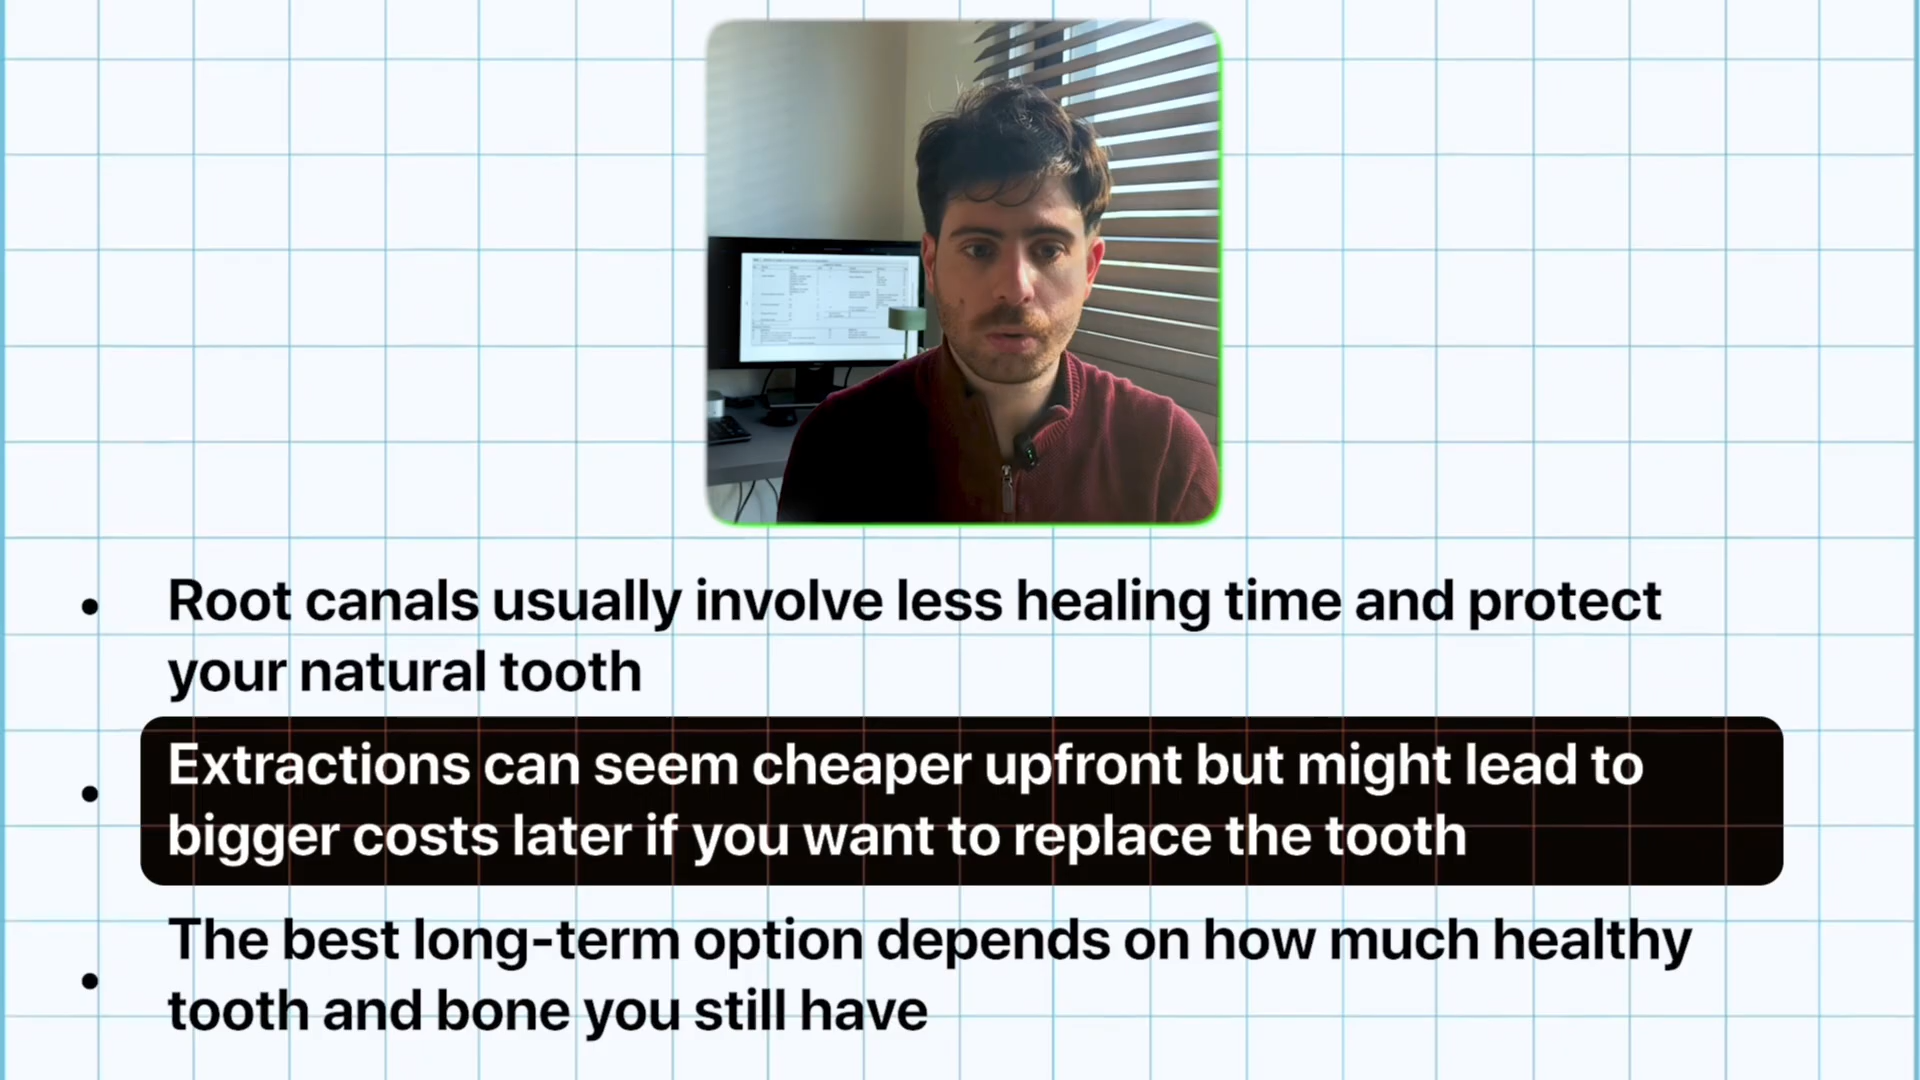 Root canals usually involve less healing time and protect
your natural tooth
Extractions can seem cheaper upfront but might lead to
bigger costs later if you want to replace the tooth
The best long-term option depends on how much healthy
tooth and bone you still have